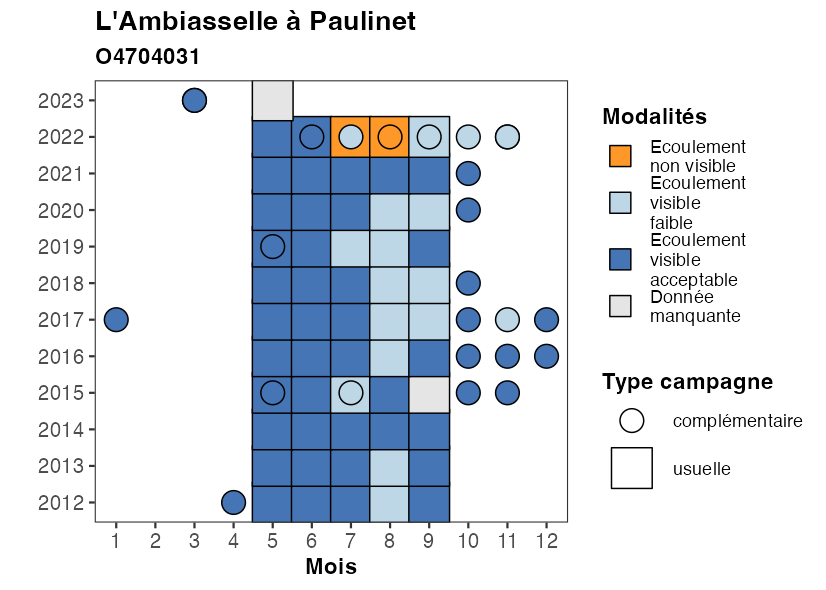 L'Ambiasselle à Paulinet
O4704031
2023
2022
2021
2020
2019
2018
2017
2016
2015
2014
2013
2012
1 2 3 4 5 6 7 8 9 10 11 12
Mois
Modalités
Ecoulement
non visible
Ecoulement
visible
faible
Ecoulement
visible
acceptable
Donnée
manquante
Type campagne
complémentaire
usuelle